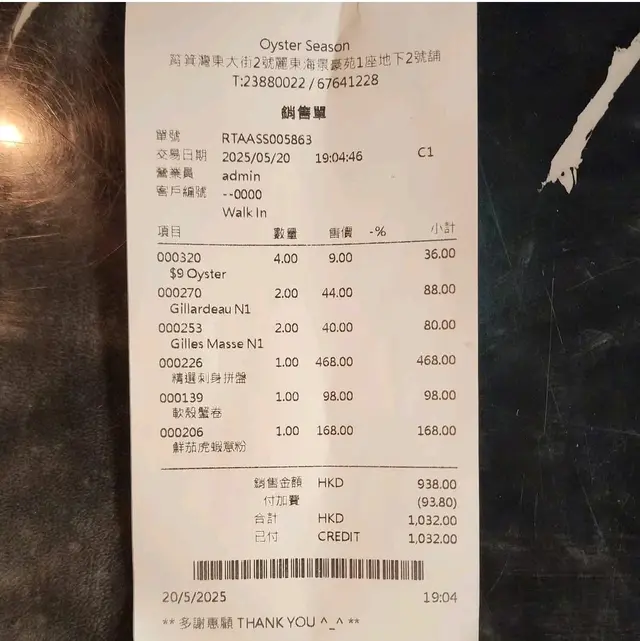 Oyster Season
筲箕灣東大街2號麗東海景豪苑1座地下2號舖
T:23880022 / 67641228
銷售單
單號 RTAASS005863
交易日期 2025/05/20 19:04:46 C1
營業員 admin
客戶編號 --0000
Walk In
項目 數量 售價 -% 小計
000320 4.00 9.00 36.00
$9 Oyster
000270 2.00 44.00 88.00
Gillardeau N1
000253 2.00 40.00 80.00
Gilles Masse N1
000226 1.00 468.00 468.00
精選刺身拼盤
000139 1.00 98.00 98.00
軟殼蟹卷
000206 1.00 168.00 168.00
鮮茄虎蝦意粉
銷售金額 HKD 938.00
付加費 (93.80)
合計 HKD 1,032.00
已付 CREDIT 1,032.00
20/5/2025 19:04
** 多謝惠顧 THANK YOU ^_^ **